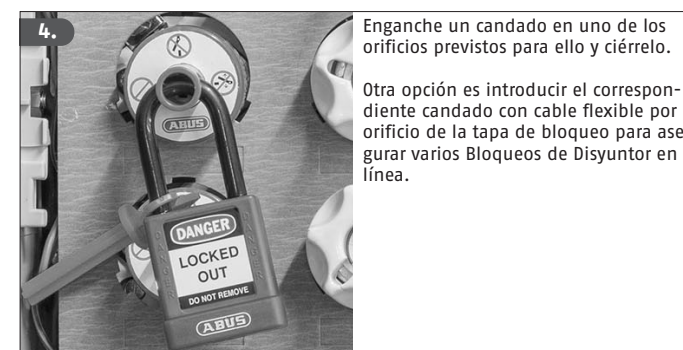 4.
Enganche un candado en uno de los
orificios previstos para ello y ciérrelo.
Otra opción es introducir el correspon-
diente candado con cable flexible por
orificio de la tapa de bloqueo para ase
gurar varios Bloqueos de Disyuntor en
línea.
ABUS
DANGER
LOCKED
OUT
DO NOT REMOVE
ABUS